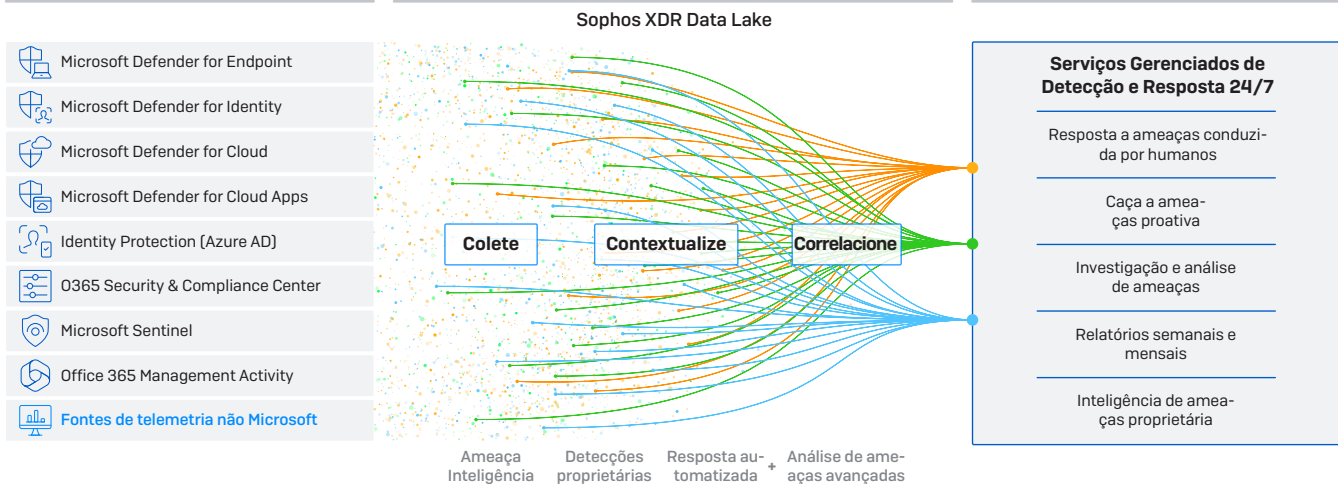 Sophos XDR Data Lake
Microsoft Defender for Endpoint
Microsoft Defender for Identity
Microsoft Defender for Cloud
Microsoft Defender for Cloud Apps
Identity Protection (Azure AD)
O365 Security & Compliance Center
Microsoft Sentinel
Office 365 Management Activity
Fontes de telemetria não Microsoft
Colete
Contextualize
Correlacione
Ameaça
Inteligência
Detecções
proprietárias
Resposta au-
tomatizada
+
Análise de ame-
aças avançadas
Serviços Gerenciados de
Detecção e Resposta 24/7
Resposta a ameaças conduzi-
da por humanos
Caça a amea-
ças proativa
Investigação e análise
de ameaças
Relatórios semanais e
mensais
Inteligência de amea-
ças proprietária